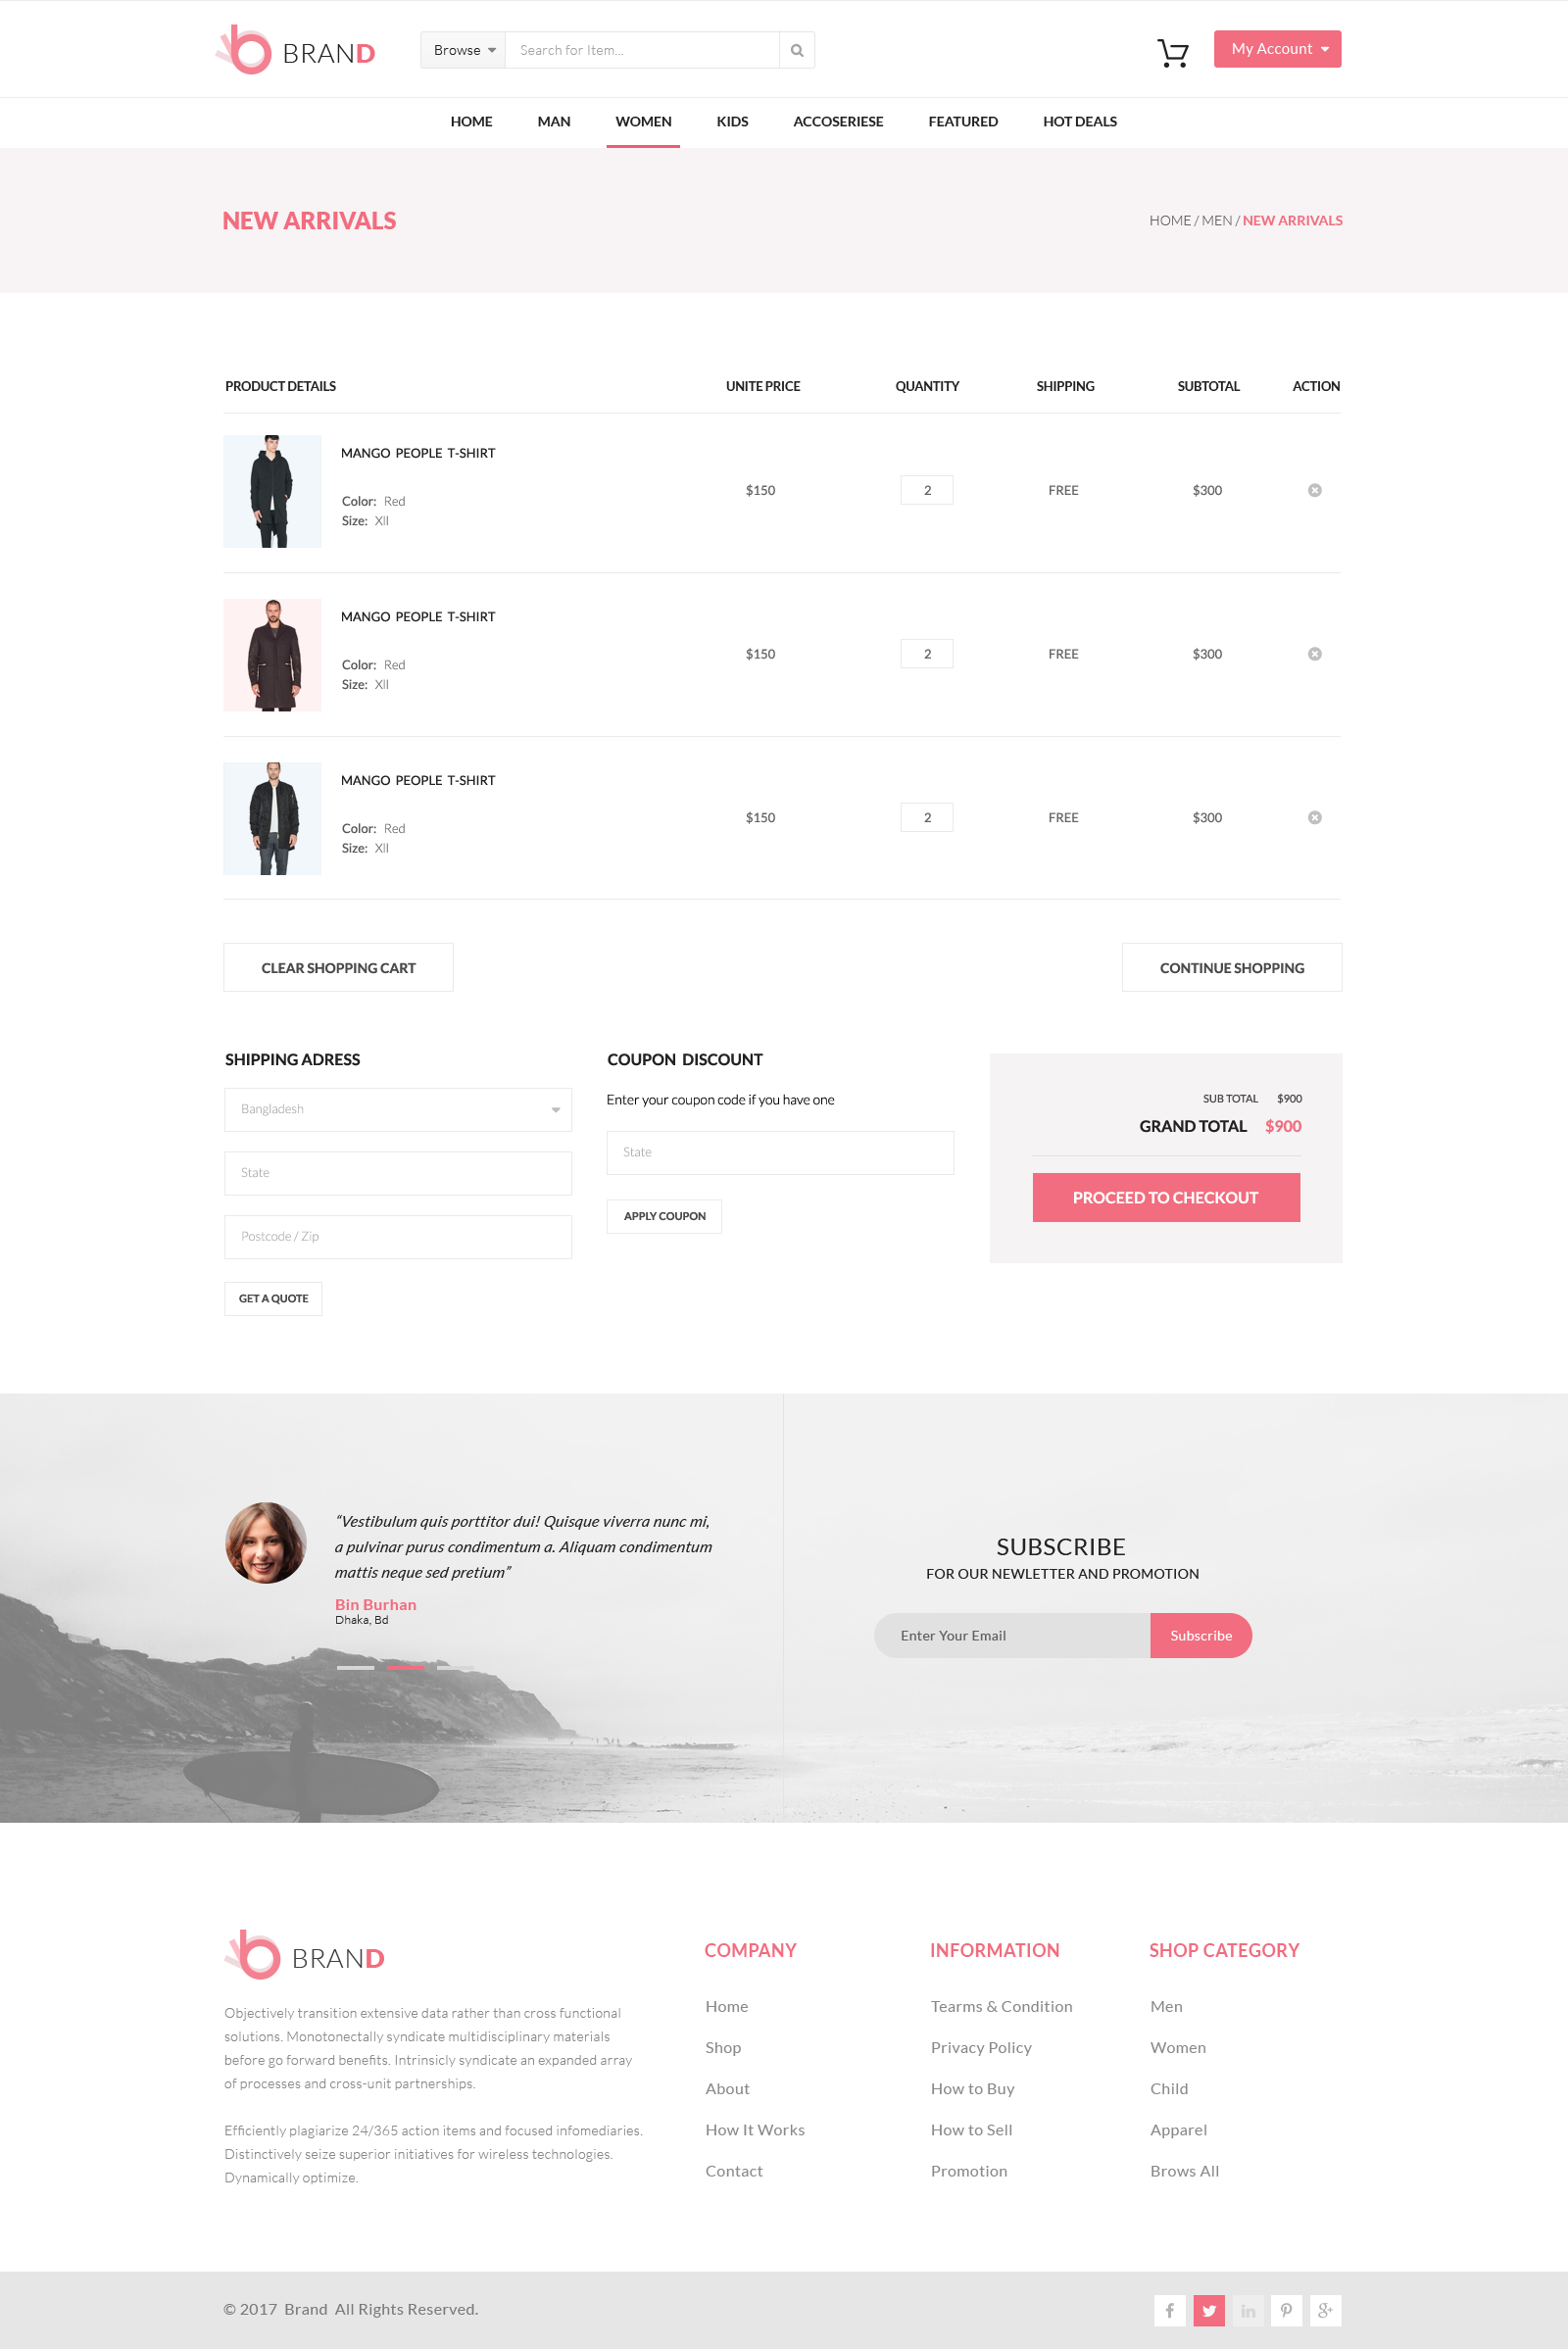 BRAND
Browse
Search for Item...
My Account
HOME MAN WOMEN KIDS ACCOSERIESE FEATURED HOT DEALS
NEW ARRIVALS
HOME / MEN / NEW ARRIVALS
PRODUCT DETAILS UNITE PRICE QUANTITY SHIPPING SUBTOTAL ACTION
MANGO PEOPLE T-SHIRT
Color: Red
Size: Xll
$150 2 FREE $300
MANGO PEOPLE T-SHIRT
Color: Red
Size: Xll
$150 2 FREE $300
MANGO PEOPLE T-SHIRT
Color: Red
Size: Xll
$150 2 FREE $300
CLEAR SHOPPING CART
CONTINUE SHOPPING
SHIPPING ADRESS
Bangladesh
State
Postcode / Zip
GET A QUOTE
COUPON DISCOUNT
Enter your coupon code if you have one
State
APPLY COUPON
SUB TOTAL $900
GRAND TOTAL $900
PROCEED TO CHECKOUT
“Vestibulum quis porttitor dui! Quisque viverra nunc mi,
a pulvinar purus condimentum a. Aliquam condimentum
mattis neque sed pretium”
Bin Burhan
Dhaka, Bd
SUBSCRIBE
FOR OUR NEWLETTER AND PROMOTION
Enter Your Email
Subscribe
BRAND
Objectively transition extensive data rather than cross functional
solutions. Monotonectally syndicate multidisciplinary materials
before go forward benefits. Intrinsicly syndicate an expanded array
of processes and cross-unit partnerships.
Efficiently plagiarize 24/365 action items and focused infomediaries.
Distinctively seize superior initiatives for wireless technologies.
Dynamically optimize.
COMPANY
Home
Shop
About
How It Works
Contact
INFORMATION
Tearms & Condition
Privacy Policy
How to Buy
How to Sell
Promotion
SHOP CATEGORY
Men
Women
Child
Apparel
Brows All
© 2017 Brand All Rights Reserved.